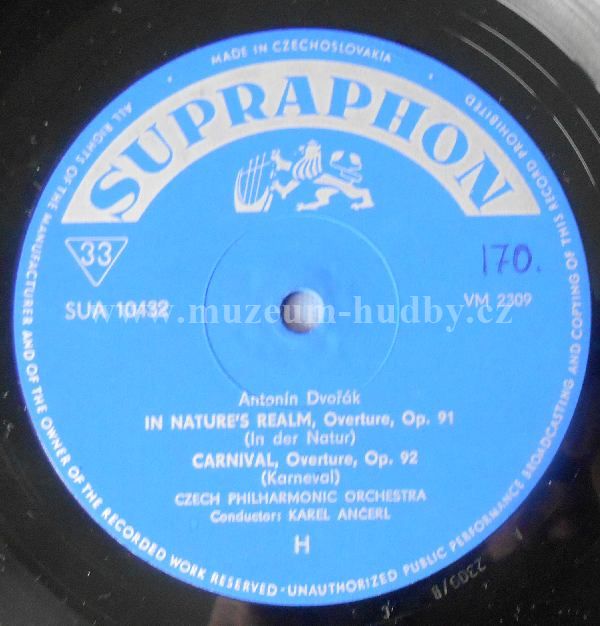 MADE IN CZECHOSLOVAKIA
SUPRAPHON
33
170.
SUA 10432
VM 2309
www.muzeum-hudby.cz
Antonín Dvořák
IN NATURE'S REALM, Overture, Op. 91
(In der Natur)
CARNIVAL, Overture, Op. 92
(Karneval)
CZECH PHILHARMONIC ORCHESTRA
Conductor: KAREL ANČERL
H
ALL RIGHTS OF THE MANUFACTURER AND OF THE OWNER OF THE RECORDED WORK RESERVED - UNAUTHORIZED PUBLIC PERFORMANCE BROADCASTING AND COPYING OF THIS RECORD PROHIBITED